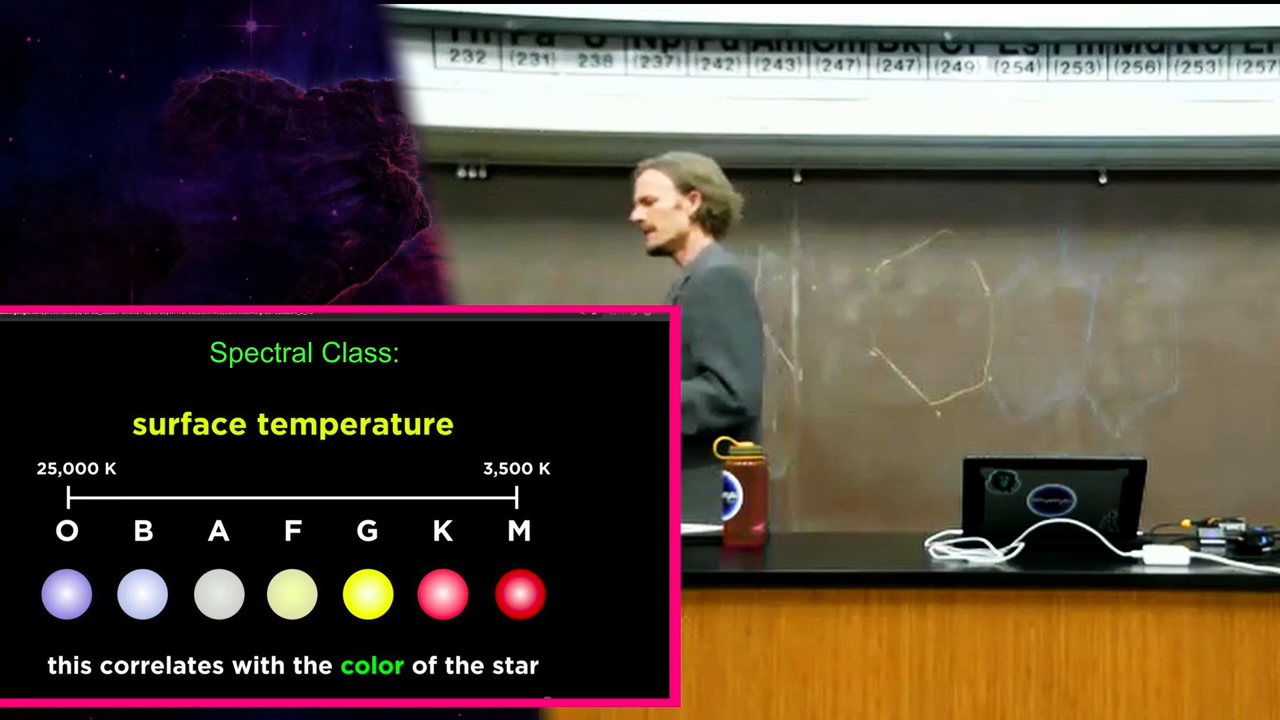 232 (231) 238 (237) (242) (243) (247) (247) (249) (254) (253) (256) (253) (257
Spectral Class:
surface temperature
25,000 K 3,500 K
O B A F G K M
this correlates with the color of the star